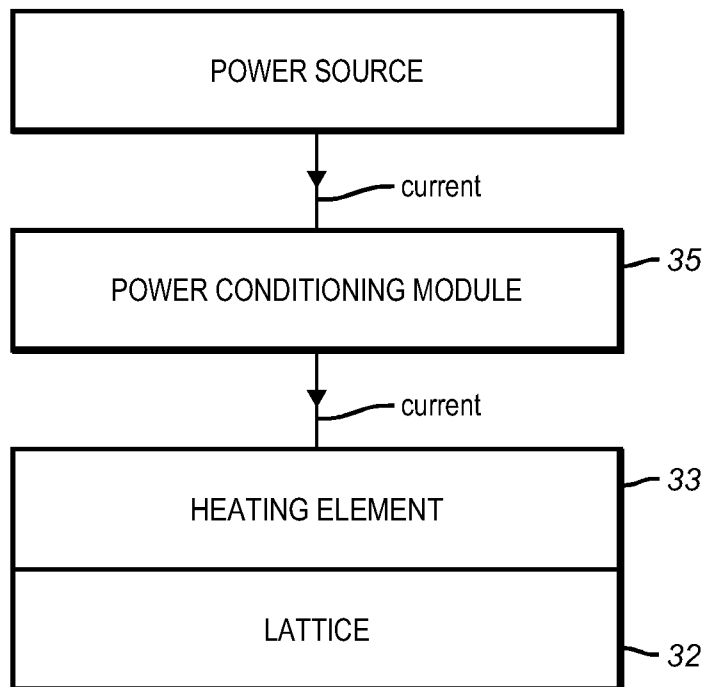 POWER SOURCE
current
POWER CONDITIONING MODULE
35
current
HEATING ELEMENT
33
LATTICE
32